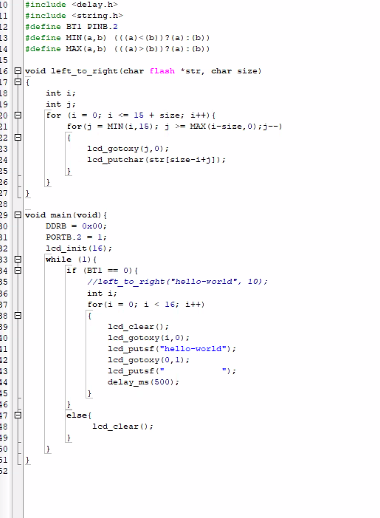 10 #include <delay.h>
11 #include <string.h>
12 #define BT1 PINB.2
13 #define MIN(a,b) (((a)<(b))?(a):(b))
14 #define MAX(a,b) (((a)>(b))?(a):(b))
15
16 void left_to_right(char flash *str, char size)
17 {
18     int i;
19     int j;
20     for (i = 0; i <= 15 + size; i++){
21         for(j = MIN(i,15); j >= MAX(i-size,0);j--)
22         {
23             lcd_gotoxy(j,0);
24             lcd_putchar(str[size-i+j]);
25         }
26     }
27 }
28
29 void main(void){
30     DDRB = 0x00;
31     PORTB.2 = 1;
32     lcd_init(16);
33     while (1){
34         if (BT1 == 0){
35             //left_to_right("hello-world", 10);
36             int i;
37             for(i = 0; i < 16; i++)
38             {
39                 lcd_clear();
40                 lcd_gotoxy(i,0);
41                 lcd_putsf("hello-world");
42                 lcd_gotoxy(0,1);
43                 lcd_putsf("           ");
44                 delay_ms(500);
45             }
46         }
47         else{
48             lcd_clear();
49         }
50     }
51 }
52